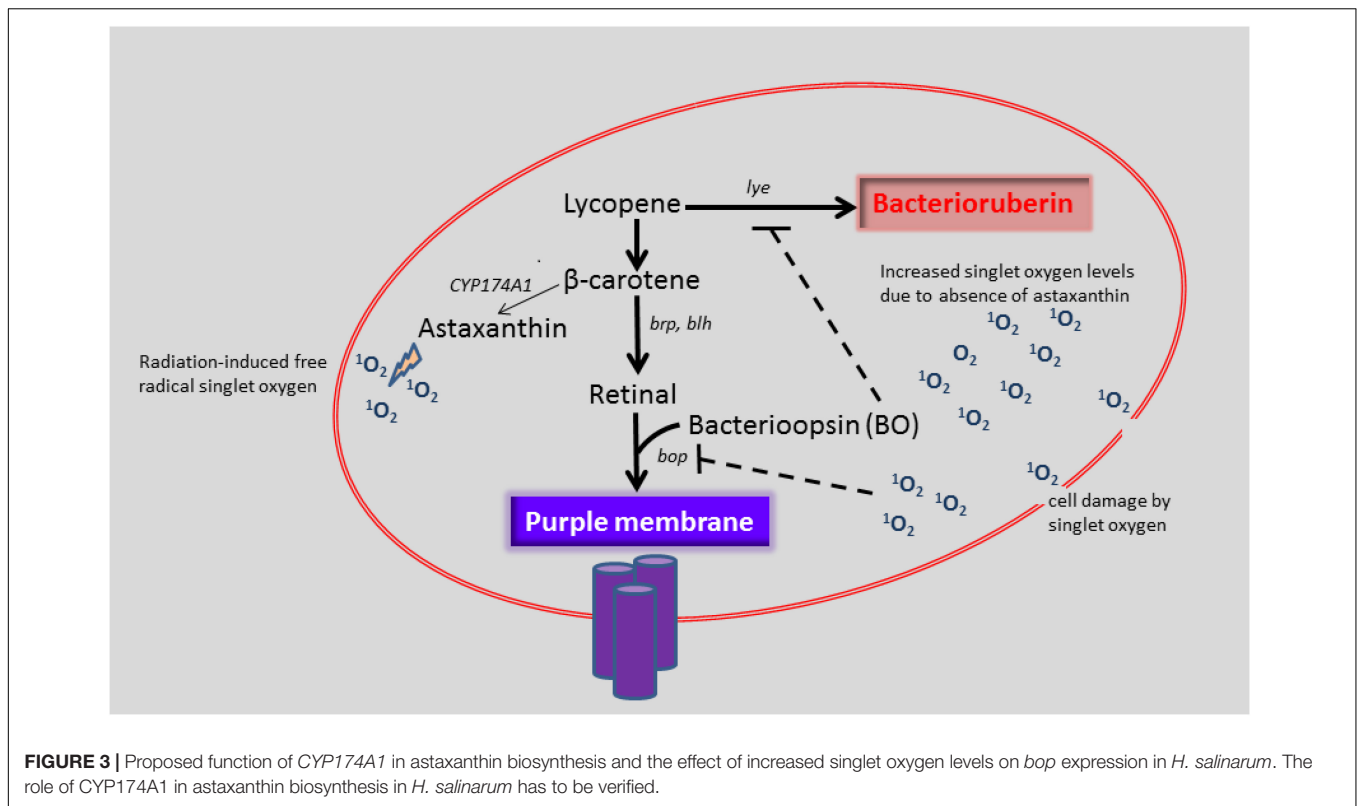 Lycopene
lye
Bacterioruberin
CYP174A1
β-carotene
Increased singlet oxygen levels
due to absence of astaxanthin
Astaxanthin
brp, blh
Radiation-induced free
radical singlet oxygen
¹O₂
¹O₂
¹O₂
¹O₂
¹O₂
O₂
¹O₂
¹O₂
¹O₂
¹O₂
¹O₂
Retinal
Bacterioopsin (BO)
bop
¹O₂
¹O₂
¹O₂
¹O₂
cell damage by
singlet oxygen
Purple membrane
FIGURE 3 | Proposed function of CYP174A1 in astaxanthin biosynthesis and the effect of increased singlet oxygen levels on bop expression in H. salinarum. The
role of CYP174A1 in astaxanthin biosynthesis in H. salinarum has to be verified.